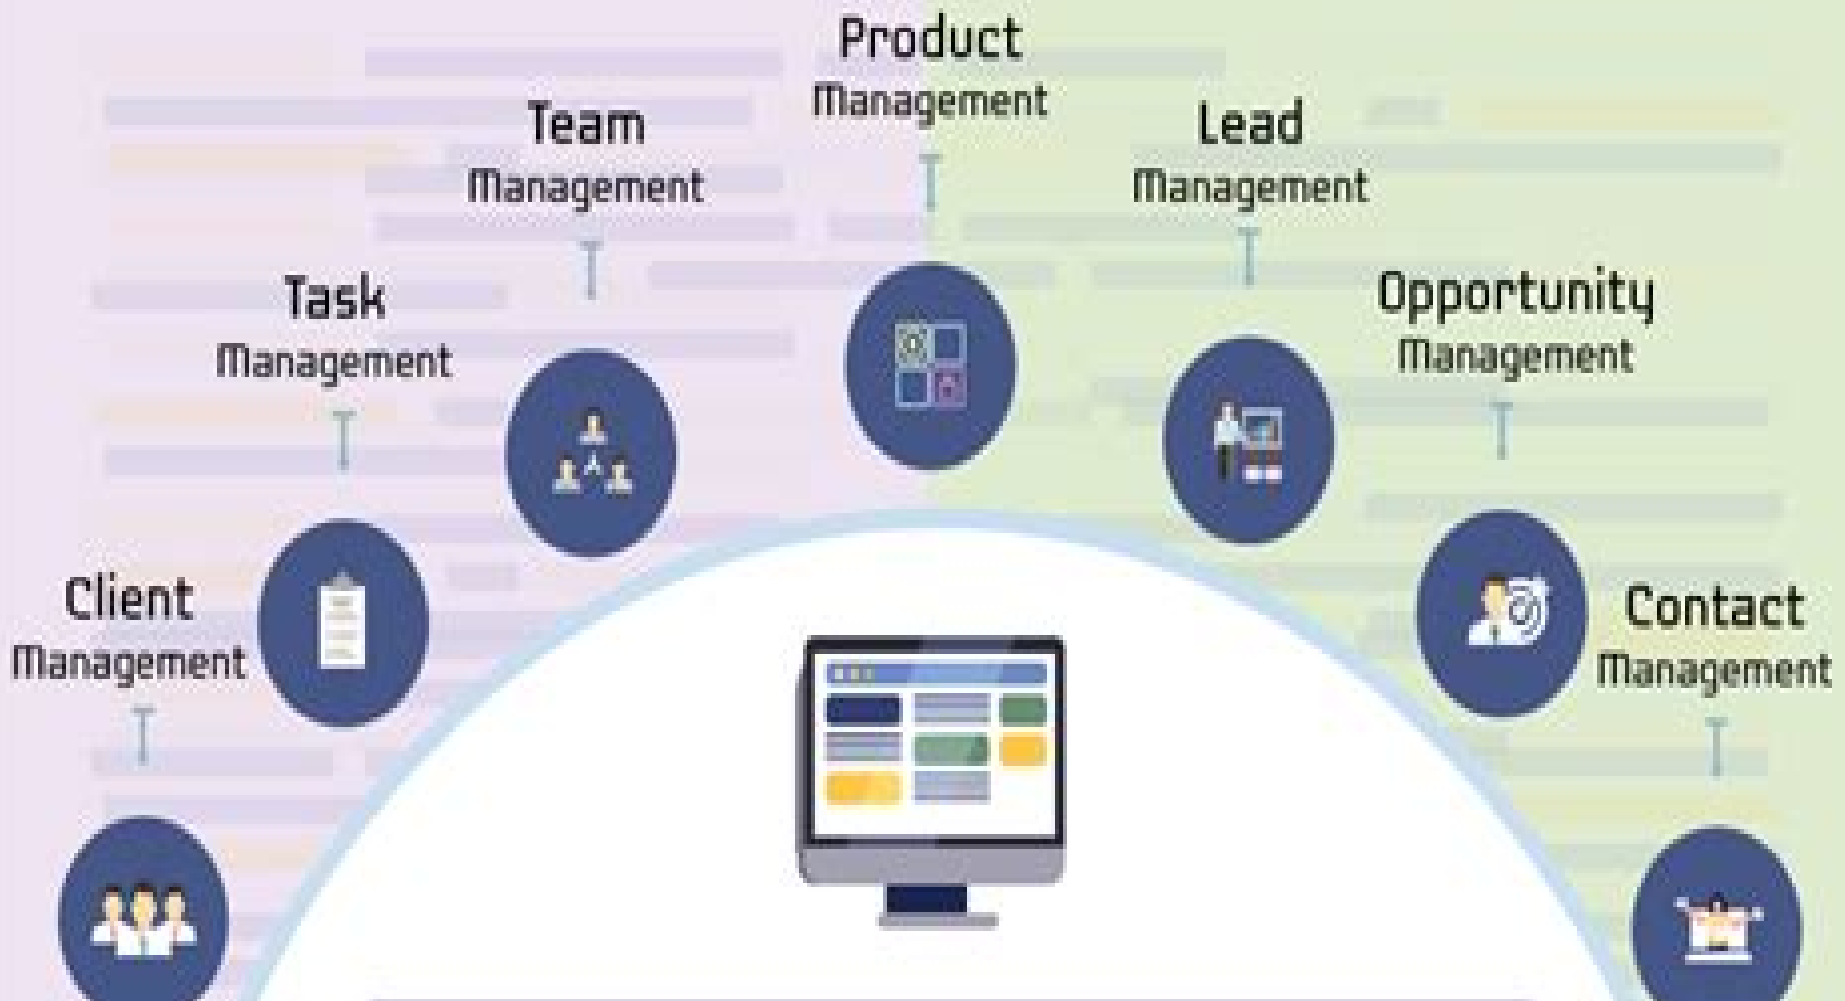 Product
Management
Team
Management
Lead
Management
Task
Management
Opportunity
Management
Client
Management
Contact
Management